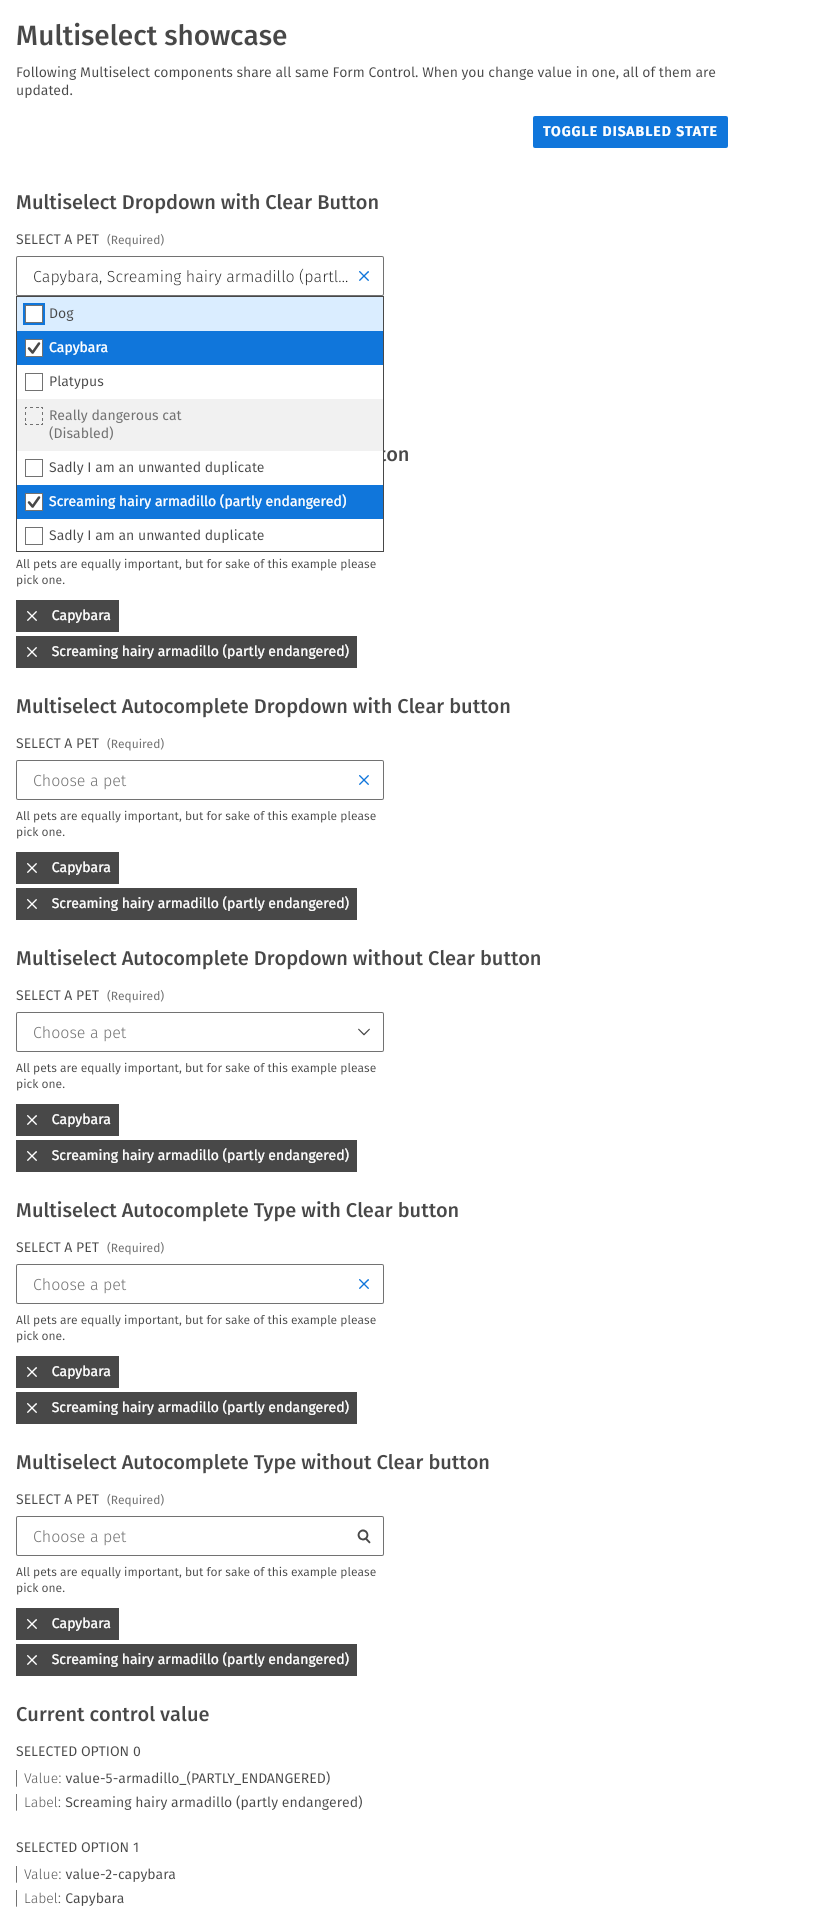 Multiselect showcase
Following Multiselect components share all same Form Control. When you change value in one, all of them are
updated.
TOGGLE DISABLED STATE
Multiselect Dropdown with Clear Button
SELECT A PET (Required)
Capybara, Screaming hairy armadillo (partl...
Dog
Capybara
Platypus
Really dangerous cat
(Disabled)
Sadly I am an unwanted duplicate
Screaming hairy armadillo (partly endangered)
Sadly I am an unwanted duplicate
All pets are equally important, but for sake of this example please
pick one.
Capybara
Screaming hairy armadillo (partly endangered)
Multiselect Autocomplete Dropdown with Clear button
SELECT A PET (Required)
Choose a pet
All pets are equally important, but for sake of this example please
pick one.
Capybara
Screaming hairy armadillo (partly endangered)
Multiselect Autocomplete Dropdown without Clear button
SELECT A PET (Required)
Choose a pet
All pets are equally important, but for sake of this example please
pick one.
Capybara
Screaming hairy armadillo (partly endangered)
Multiselect Autocomplete Type with Clear button
SELECT A PET (Required)
Choose a pet
All pets are equally important, but for sake of this example please
pick one.
Capybara
Screaming hairy armadillo (partly endangered)
Multiselect Autocomplete Type without Clear button
SELECT A PET (Required)
Choose a pet
All pets are equally important, but for sake of this example please
pick one.
Capybara
Screaming hairy armadillo (partly endangered)
Current control value
SELECTED OPTION 0
Value: value-5-armadillo_(PARTLY_ENDANGERED)
Label: Screaming hairy armadillo (partly endangered)
SELECTED OPTION 1
Value: value-2-capybara
Label: Capybara